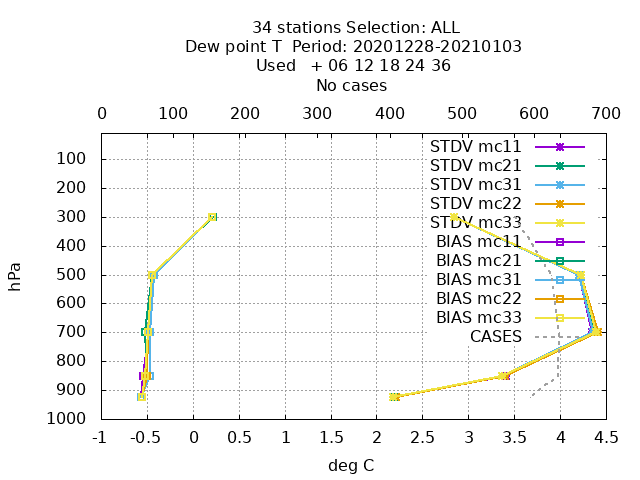 34 stations Selection: ALL
Dew point T  Period: 20201228-20210103
Used   + 06 12 18 24 36
No cases
0 100 200 300 400 500 600 700
STDV mc11
STDV mc21
STDV mc31
STDV mc22
STDV mc33
BIAS mc11
BIAS mc21
BIAS mc31
BIAS mc22
BIAS mc33
CASES
100
200
300
400
500
600
700
800
900
1000
hPa
-1 -0.5 0 0.5 1 1.5 2 2.5 3 3.5 4 4.5
deg C